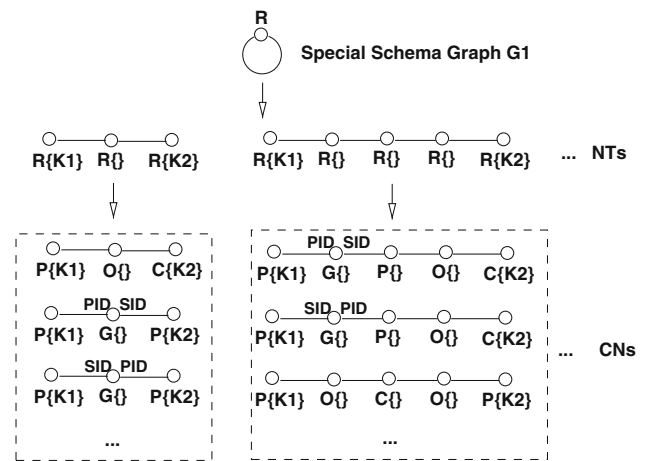 R
Special Schema Graph G1
R{K1} R{} R{K2}
R{K1} R{} R{} R{} R{K2}
... NTs
P{K1} O{} C{K2}
PID SID
P{K1} G{} P{K2}
SID PID
P{K1} G{} P{K2}
...
PID SID
P{K1} G{} P{} O{} C{K2}
SID PID
P{K1} G{} P{} O{} C{K2}
P{K1} O{} C{} O{} P{K2}
...
... CNs